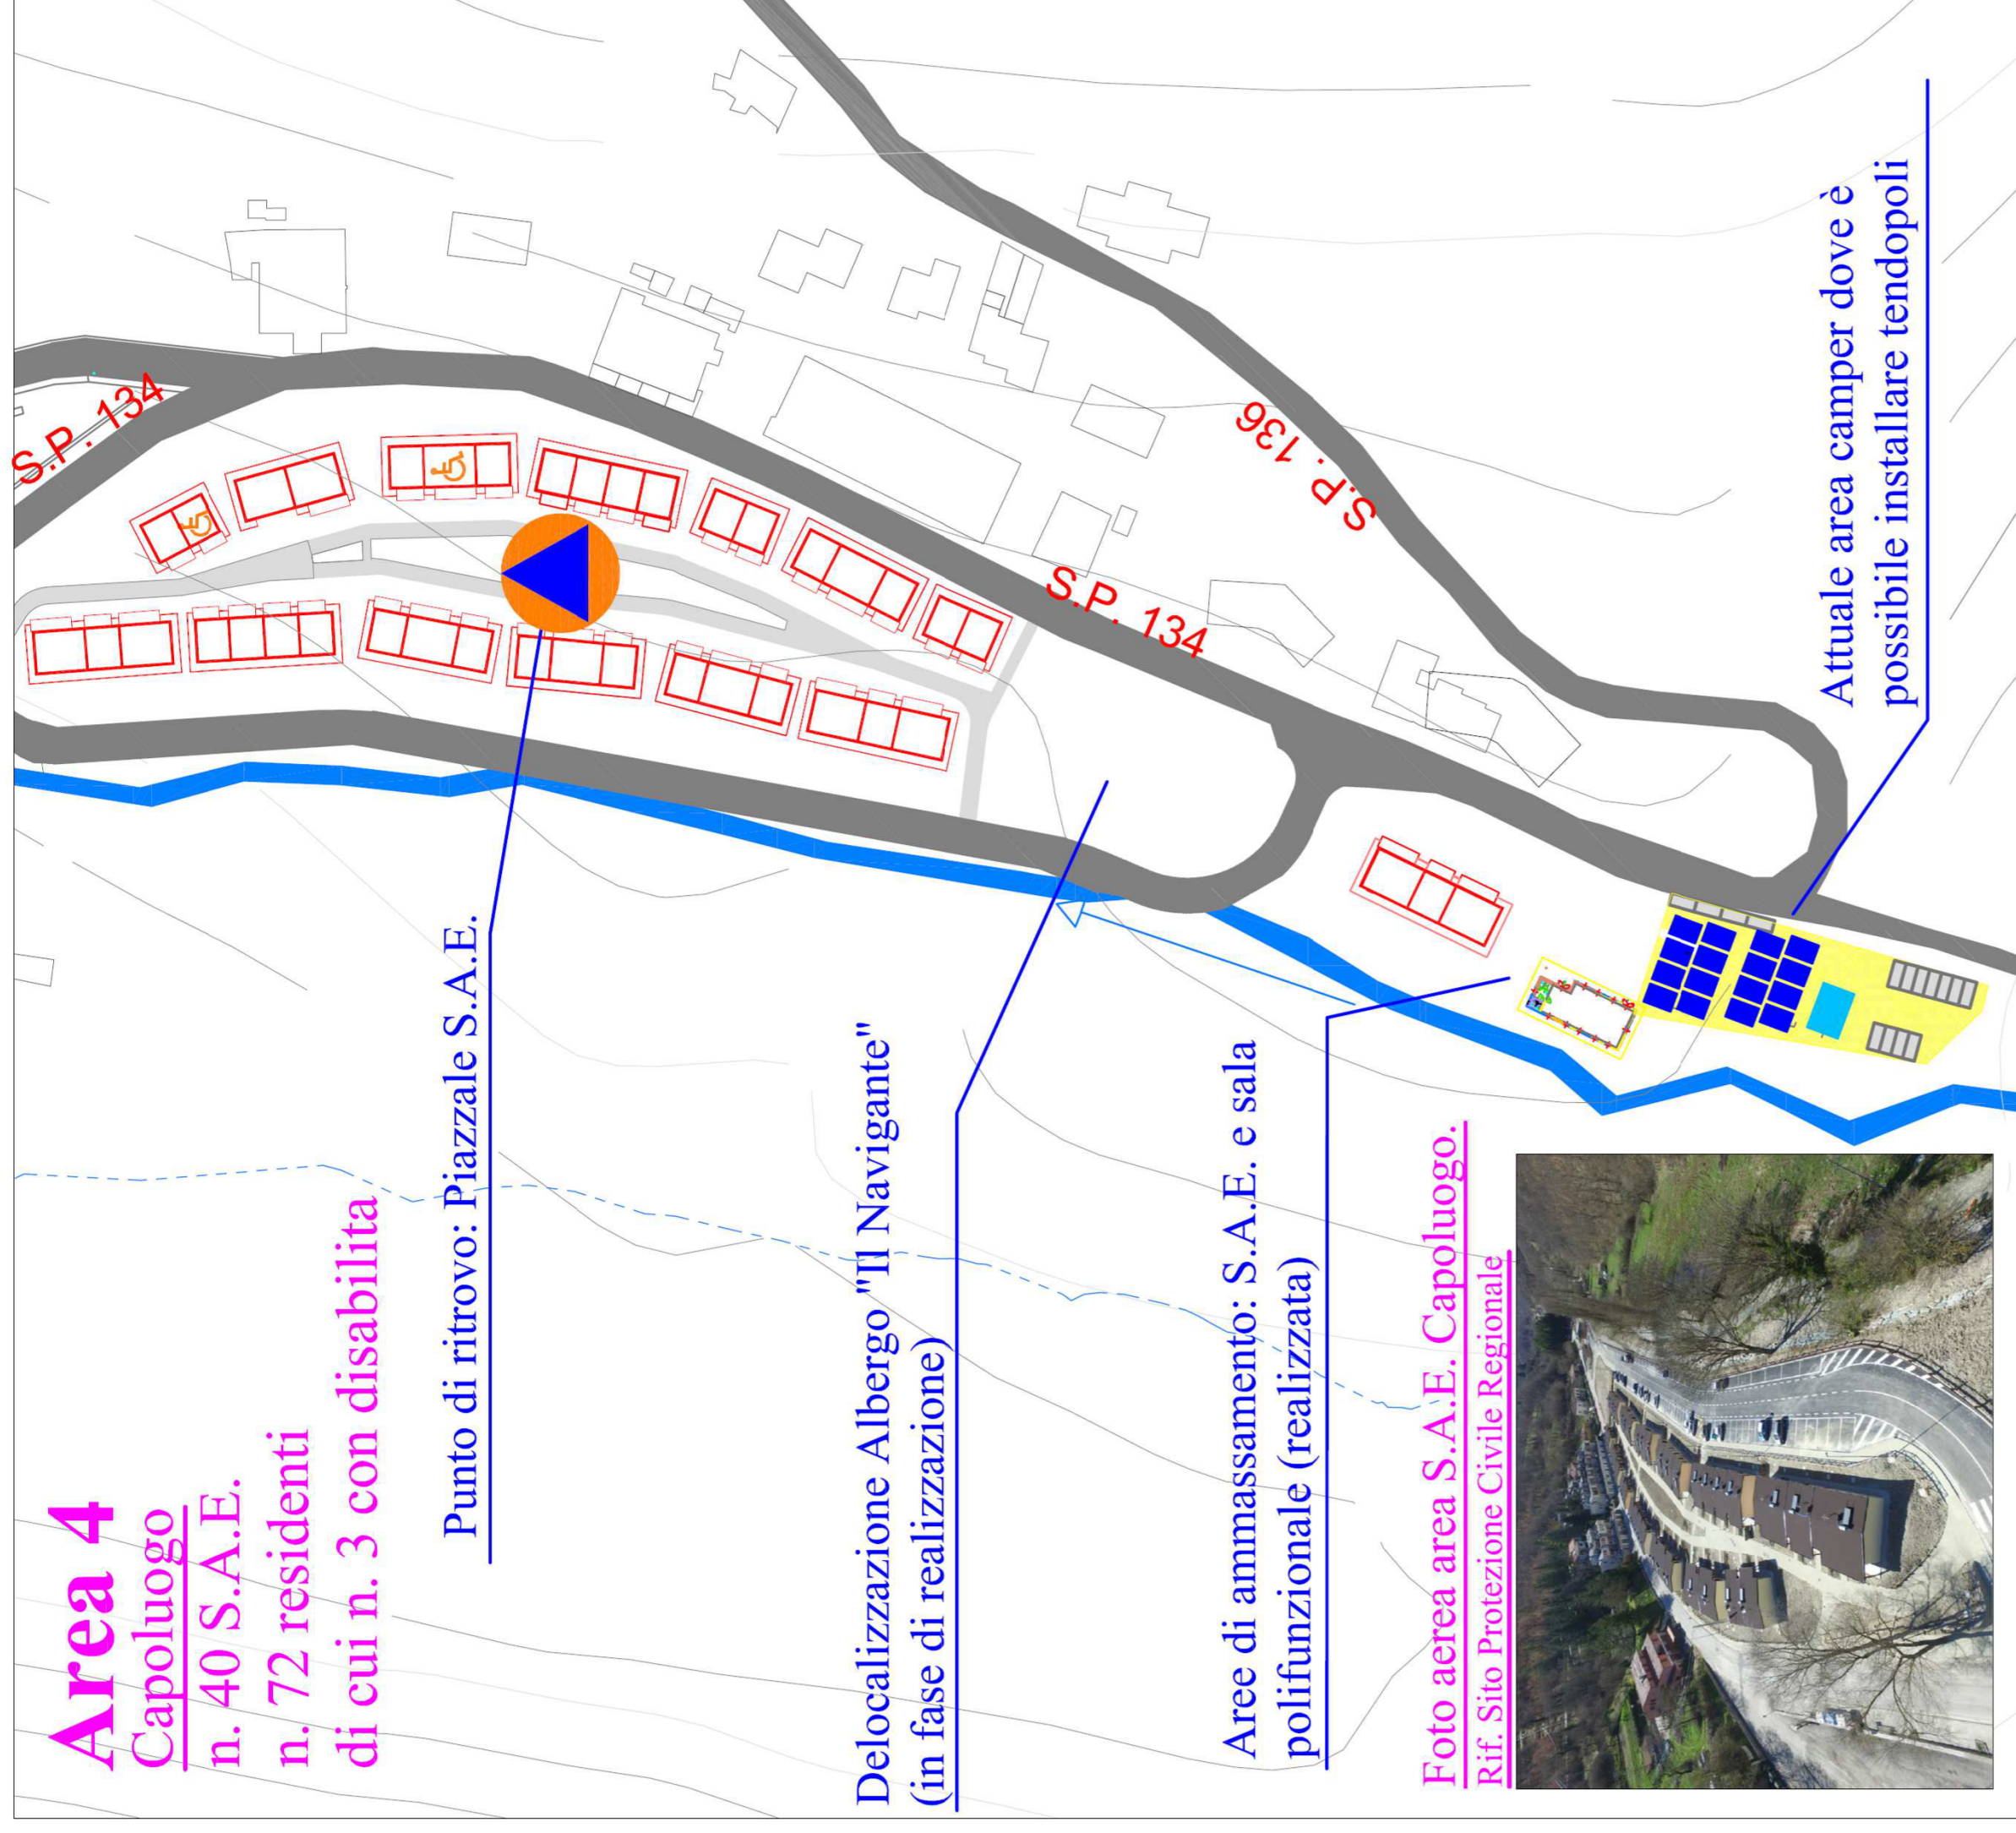 Area 4
Capoluogo
n. 40 S.A.E.
n. 72 residenti
di cui n. 3 con disabilita
Punto di ritrovo: Piazzale S.A.E.
Delocalizzazione Albergo "Il Navigante"
(in fase di realizzazione)
Aree di ammassamento: S.A.E. e sala
polifunzionale (realizzata)
Foto aerea area S.A.E. Capoluogo.
Rif. Sito Protezione Civile Regionale
Attuale area camper dove è
possibile installare tendopoli
S.P. 134
S.P. 134
S.P. 136